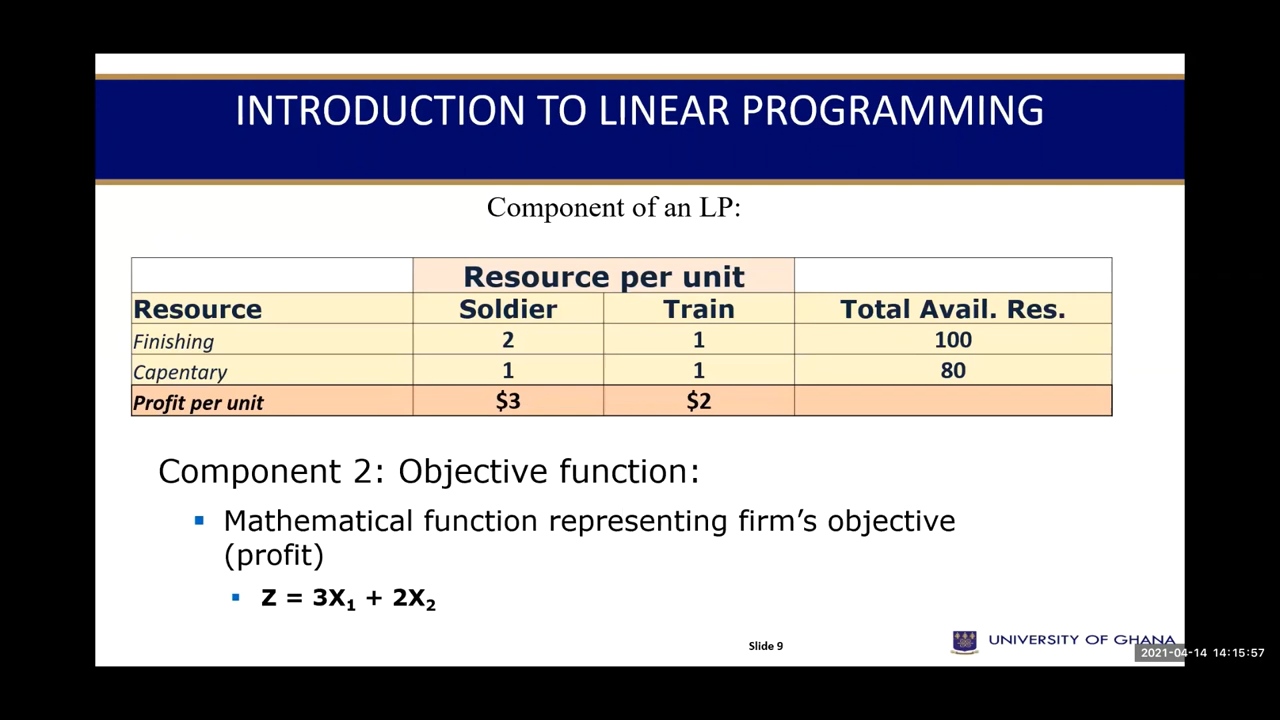 INTRODUCTION TO LINEAR PROGRAMMING
Component of an LP:
Resource per unit
Resource Soldier Train Total Avail. Res.
Finishing 2 1 100
Capentary 1 1 80
Profit per unit $3 $2
Component 2: Objective function:
▪ Mathematical function representing firm’s objective
(profit)
▪ Z = 3X₁ + 2X₂
Slide 9
UNIVERSITY OF GHANA
2021-04-14 14:15:57